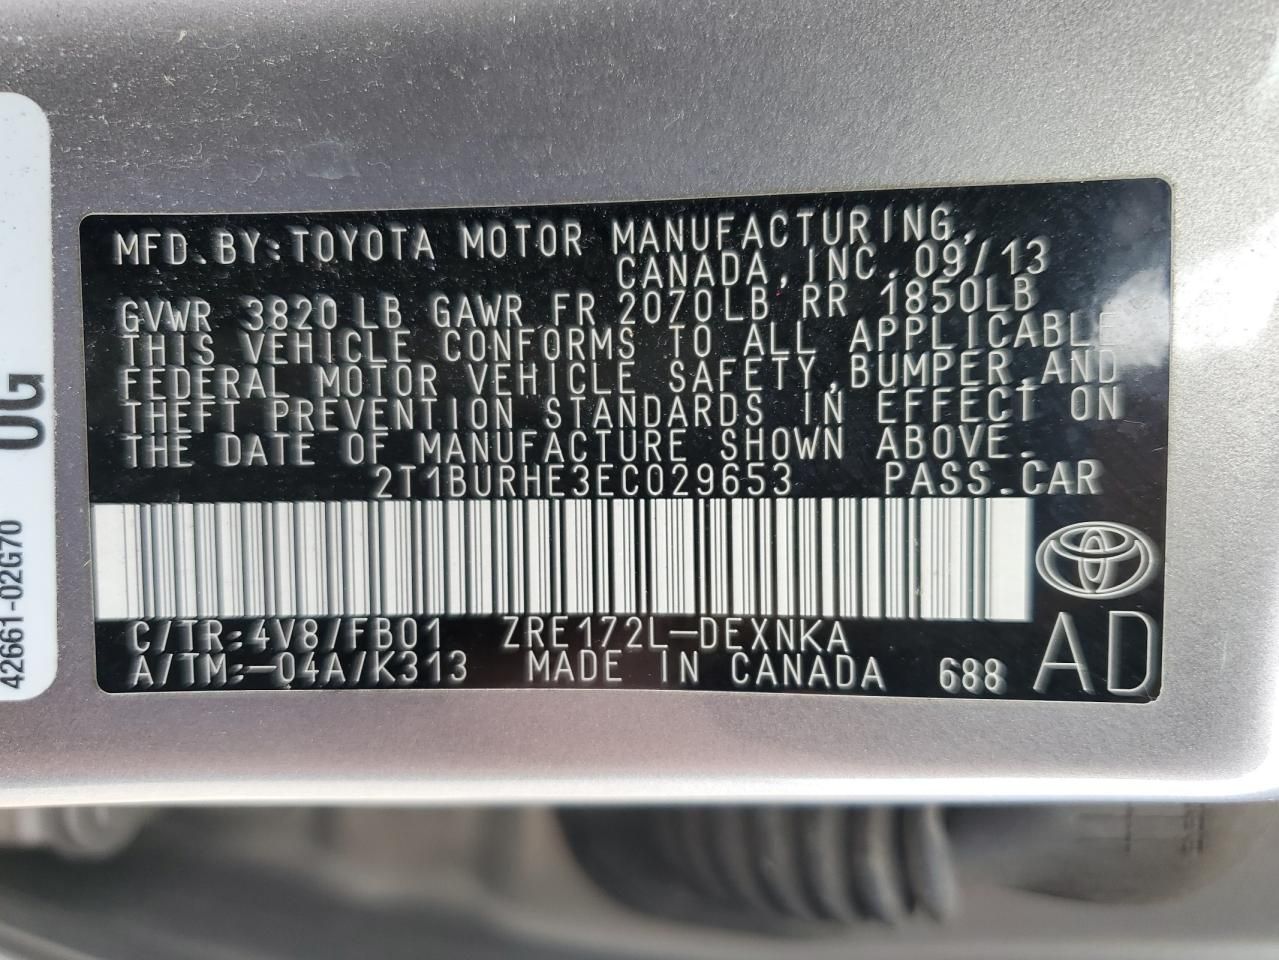 MFD.BY:TOYOTA MOTOR MANUFACTURING,
CANADA,INC. 09/13
GVWR 3820 LB GAWR FR 2070LB RR 1850LB
THIS VEHICLE CONFORMS TO ALL APPLICABLE
FEDERAL MOTOR VEHICLE SAFETY,BUMPER,AND
THEFT PREVENTION STANDARDS IN EFFECT ON
THE DATE OF MANUFACTURE SHOWN ABOVE.
2T1BURHE3EC029653 PASS.CAR
C/TR:4V8/FB01 ZRE172L-DEXNKA
A/TM:-04A/K313 MADE IN CANADA 688 AD
0G
42661-02G70